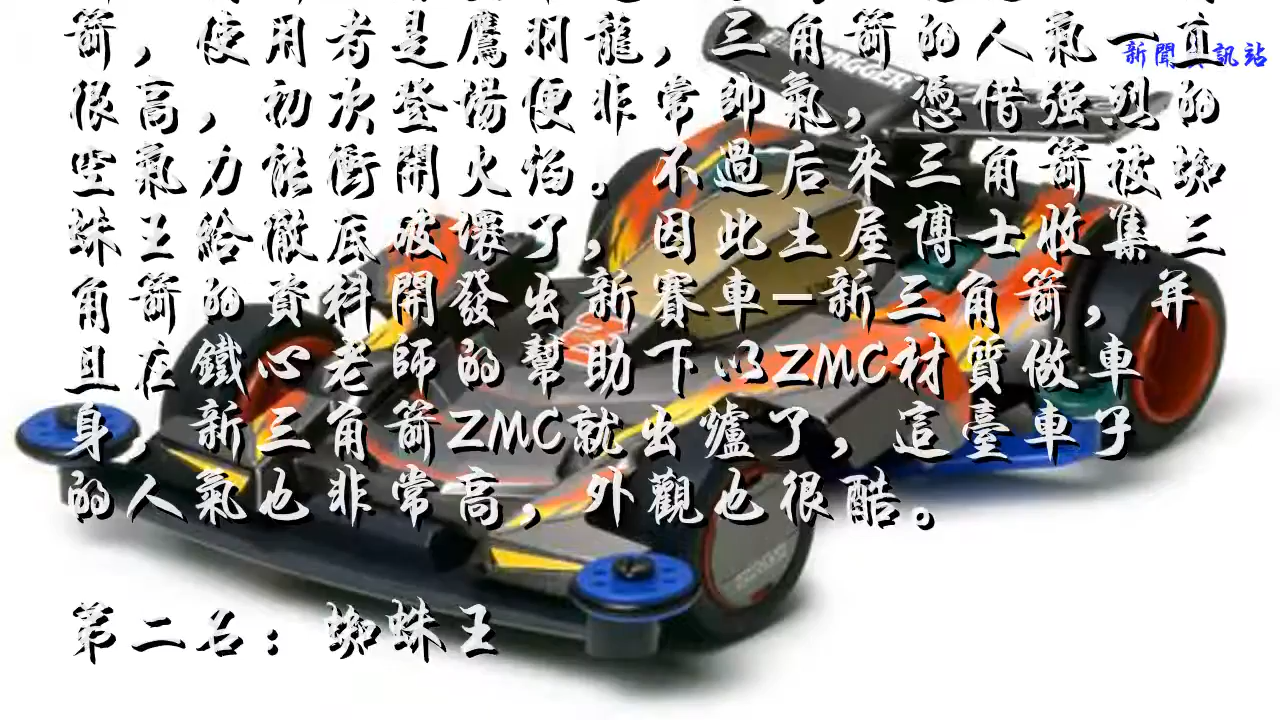 箭，使用者是鷹羽龍，三角箭的人氣一直
新聞資訊站
很高，初次登場便非常帥氣，憑借強烈的
空氣力能衝開火焰。不過后來三角箭被蜘
蛛王給徹底破壞了，因此土屋博士收集三
角箭的資料開發出新賽車—新三角箭，并
且在鐵心老師的幫助下以ZMC材質做車
身，新三角箭ZMC就出爐了，這臺車子
的人氣也非常高，外觀也很酷。
第二名：蜘蛛王
DAGGER